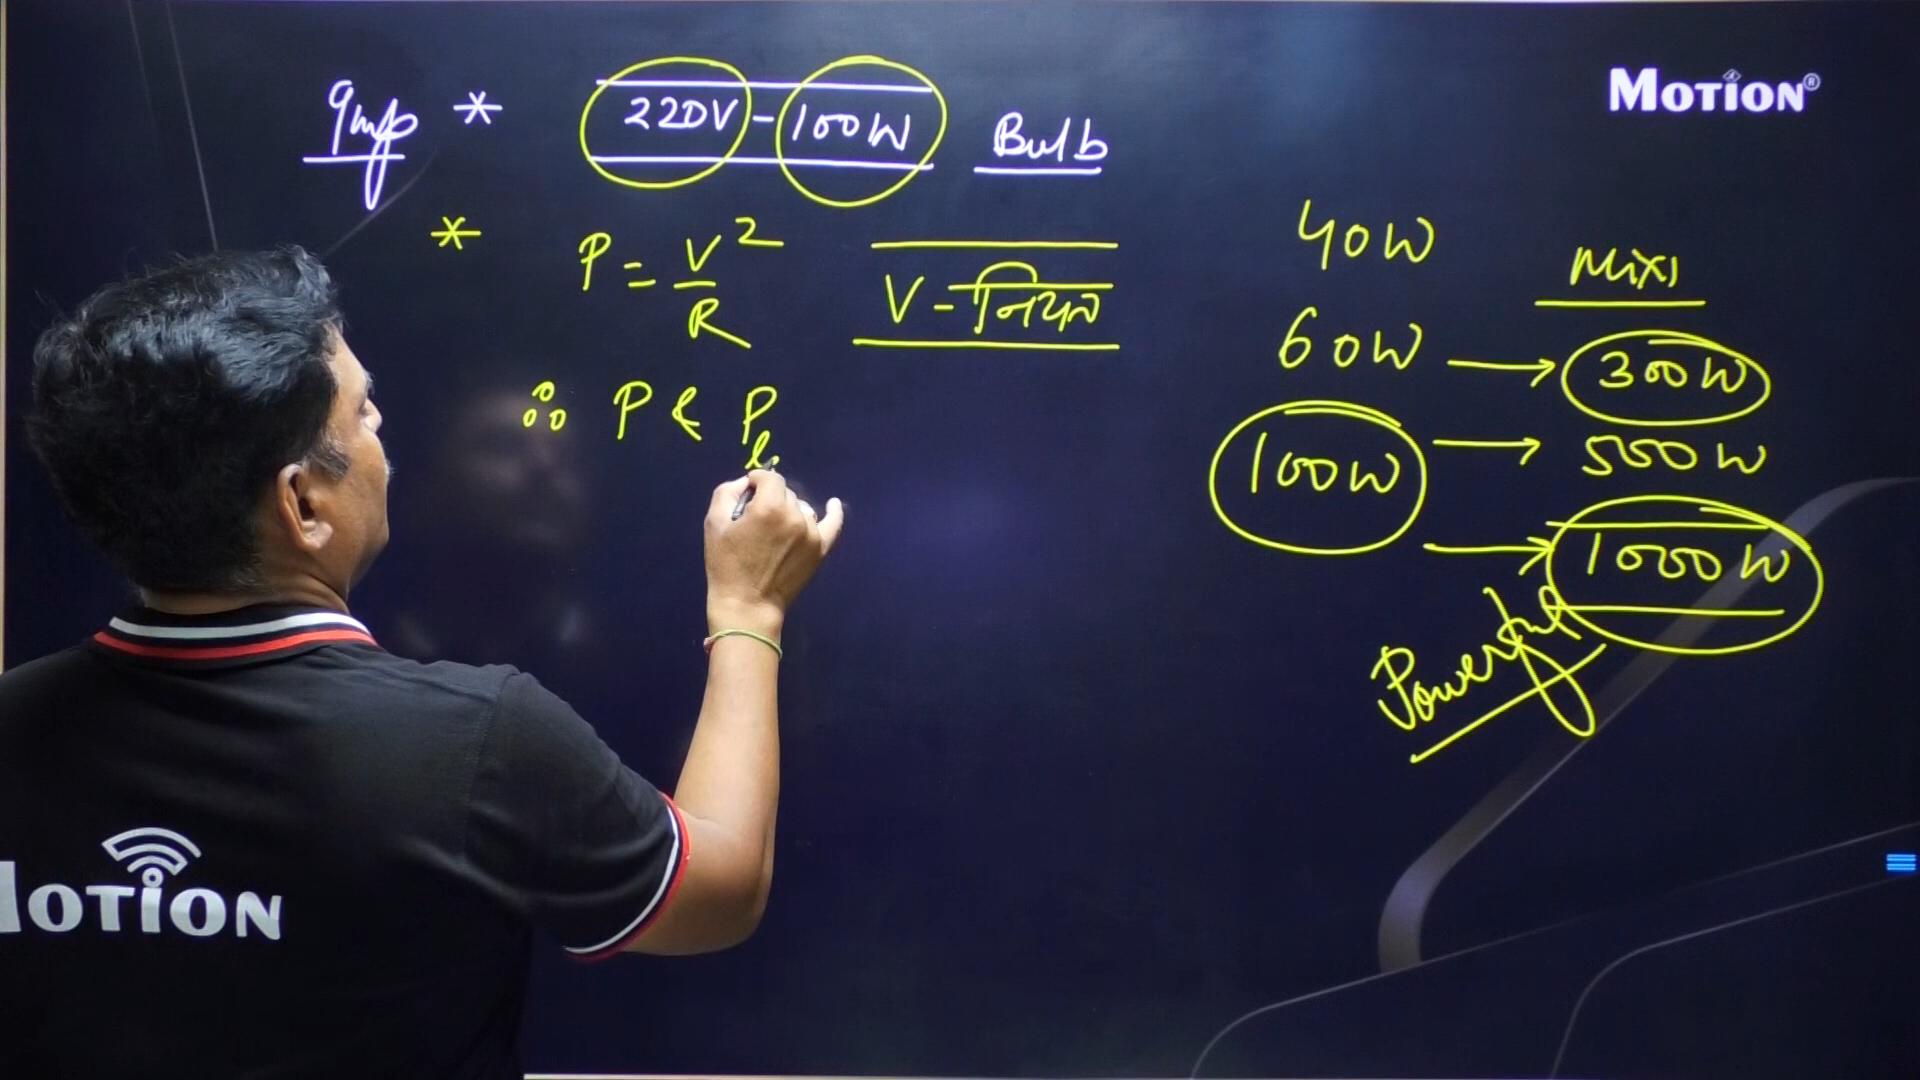 MOTION®
Imp * 220V - 100W Bulb
* P = V²/R V - नियत
∴ P ∝ P
40W
60W → 300W
100W → 500W
→ 1000W
Mixi
Powerful
MOTION